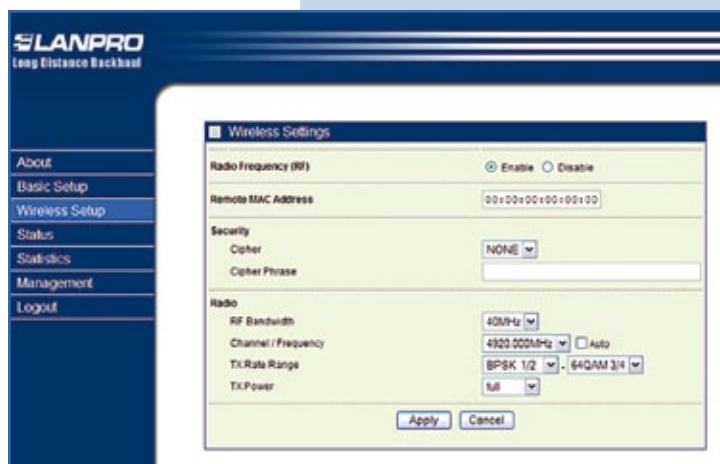 LANPRO
Long Distance Backhaul
About
Basic Setup
Wireless Setup
Status
Statistics
Management
Logout
Wireless Settings
Radio Frequency (RF) Enable Disable
Remote MAC Address 00:00:00:00:00:00
Security
Cipher NONE
Cipher Phrase
Radio
RF Bandwidth 40MHz
Channel / Frequency 4920.000MHz Auto
TX Rate Range BPSK 1/2 - 64QAM 3/4
TX Power full
Apply Cancel